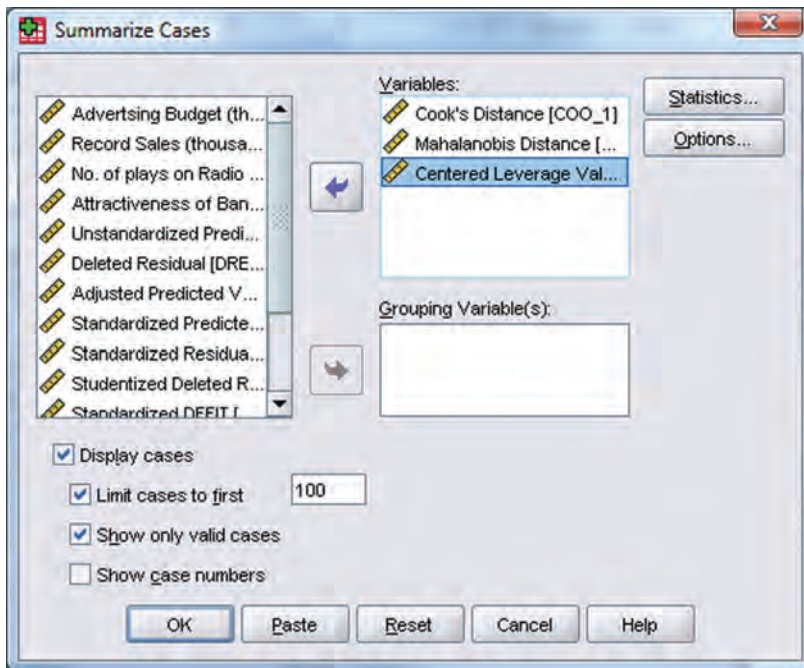 Summarize Cases
Advertsing Budget (th...
Record Sales (thousa...
No. of plays on Radio ...
Attractiveness of Ban...
Unstandardized Predi...
Deleted Residual [DRE...
Adjusted Predicted V...
Standardized Predicte...
Standardized Residua...
Studentized Deleted R...
Standardized DFFIT [
Variables:
Cook's Distance [COO_1]
Mahalanobis Distance [...
Centered Leverage Val...
Statistics...
Options...
Grouping Variable(s):
Display cases
Limit cases to first 100
Show only valid cases
Show case numbers
OK Paste Reset Cancel Help